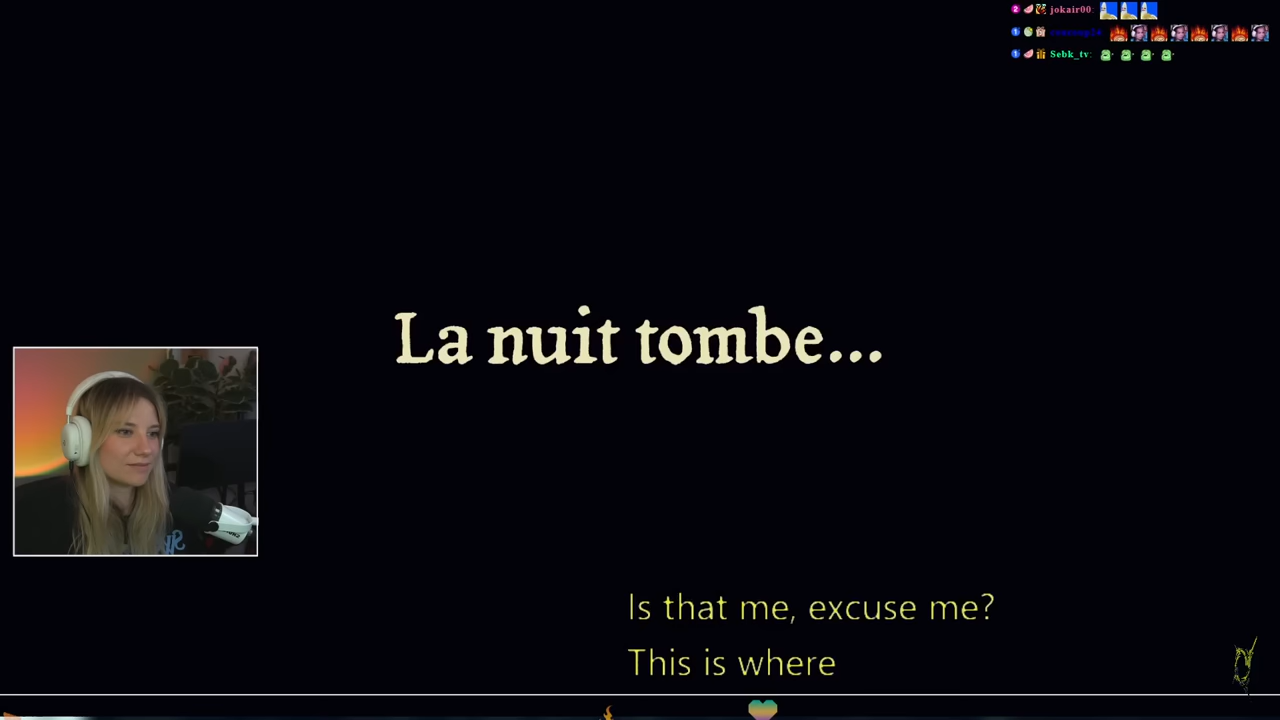 jokair00:
Sebk_tv:
La nuit tombe...
Is that me, excuse me?
This is where